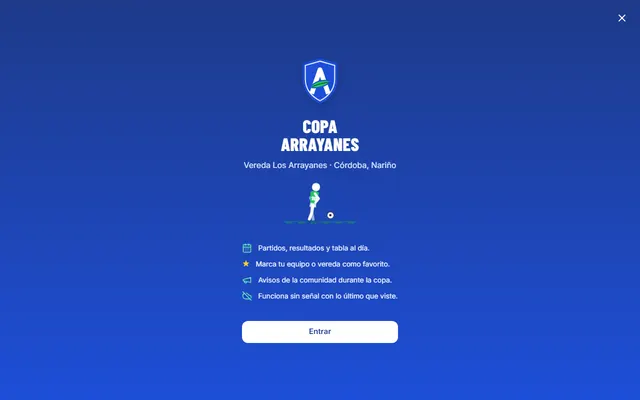 COPA
ARRAYANES
Vereda Los Arrayanes · Córdoba, Nariño
Partidos, resultados y tabla al día.
Marca tu equipo o vereda como favorito.
Avisos de la comunidad durante la copa.
Funciona sin señal con lo último que viste.
Entrar